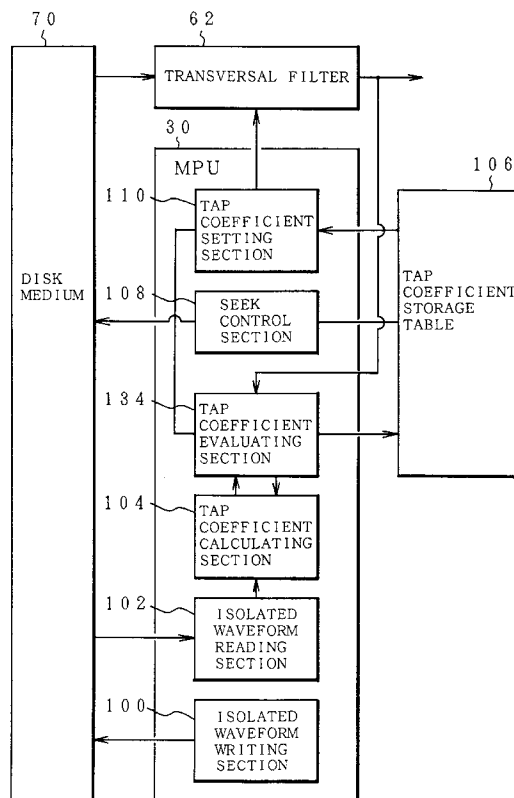 70
62
TRANSVERSAL FILTER
30
MPU
106
110
TAP
COEFFICIENT
SETTING
SECTION
DISK
MEDIUM
108
SEEK
CONTROL
SECTION
TAP
COEFFICIENT
STORAGE
TABLE
134
TAP
COEFFICIENT
EVALUATING
SECTION
104
TAP
COEFFICIENT
CALCULATING
SECTION
102
ISOLATED
WAVEFORM
READING
SECTION
100
ISOLATED
WAVEFORM
WRITING
SECTION